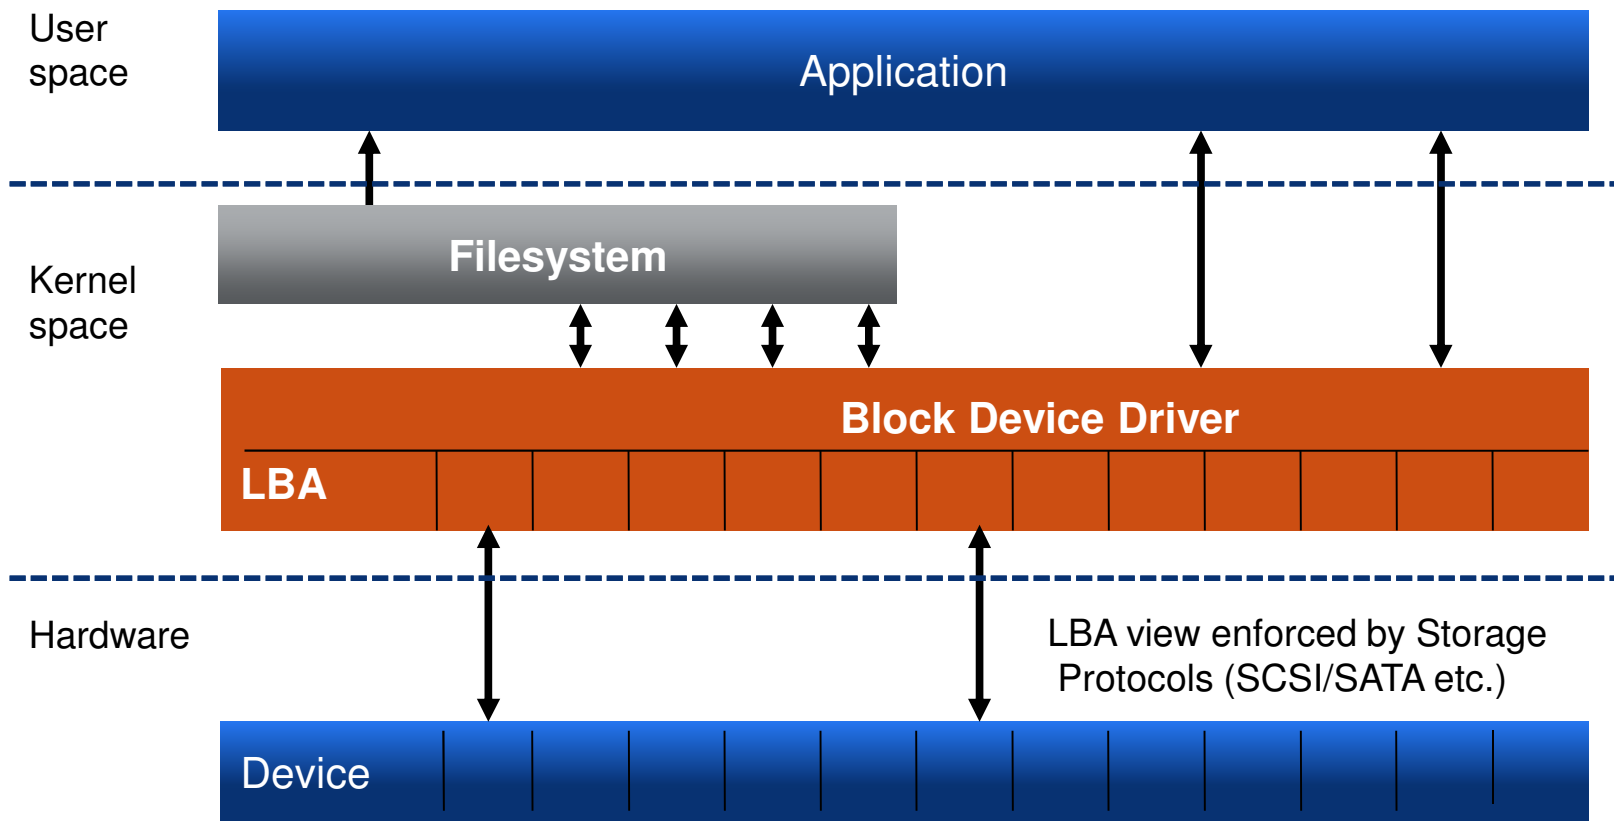 User
space
Application
Filesystem
Kernel
space
Block Device Driver
LBA
Hardware
LBA view enforced by Storage
Protocols (SCSI/SATA etc.)
Device